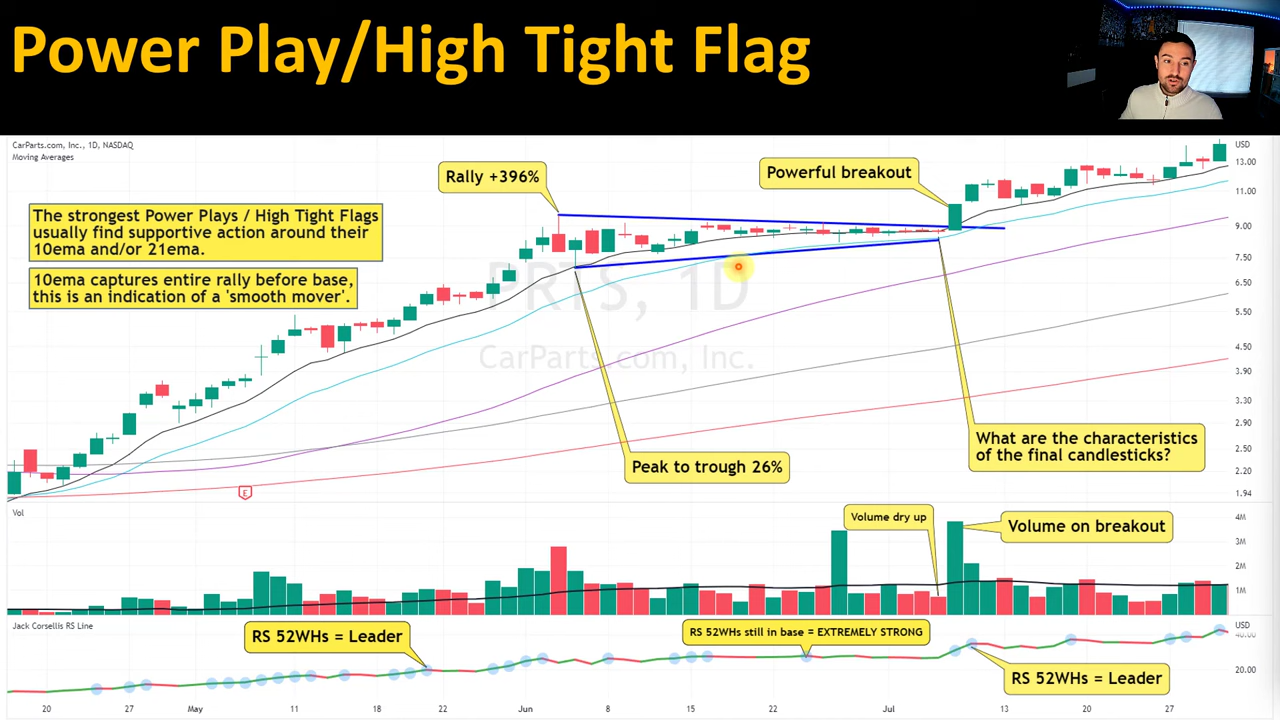 Power Play/High Tight Flag
CarParts.com, Inc., 1D, NASDAQ
Moving Averages
USD
Rally +396%
Powerful breakout
The strongest Power Plays / High Tight Flags
usually find supportive action around their
10ema and/or 21ema.
10ema captures entire rally before base,
this is an indication of a 'smooth mover'.
PRTS, 1D
CarParts.com, Inc.
13.00
11.00
9.00
7.50
6.50
5.50
4.50
3.90
3.30
2.90
2.50
2.20
1.94
What are the characteristics
of the final candlesticks?
Peak to trough 26%
E
Vol
Volume dry up
Volume on breakout
4M
3M
2M
1M
Jack Corsellis RS Line
RS 52WHs = Leader
RS 52WHs still in base = EXTREMELY STRONG
RS 52WHs = Leader
USD
40.00
20.00
20 27 May 11 18 22 Jun 8 15 22 Jul 13 20 27